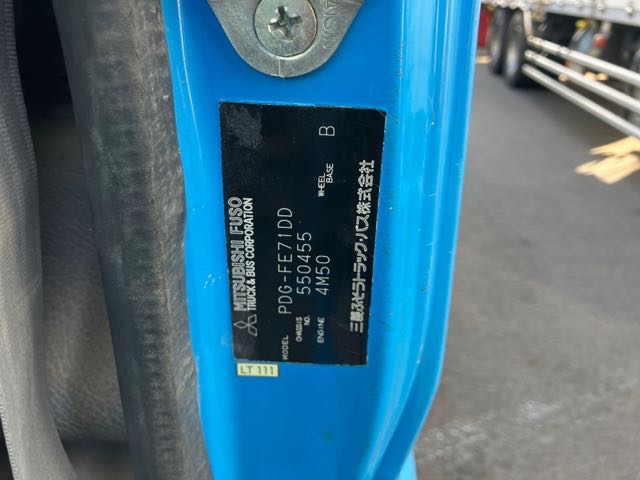 MITSUBISHI FUSO
TRUCK & BUS CORPORATION
MODEL PDG-FE71DD
CHASSIS NO. 550455
ENGINE 4M50 WHEEL BASE B
三菱ふそうトラック・バス株式会社
LT 111